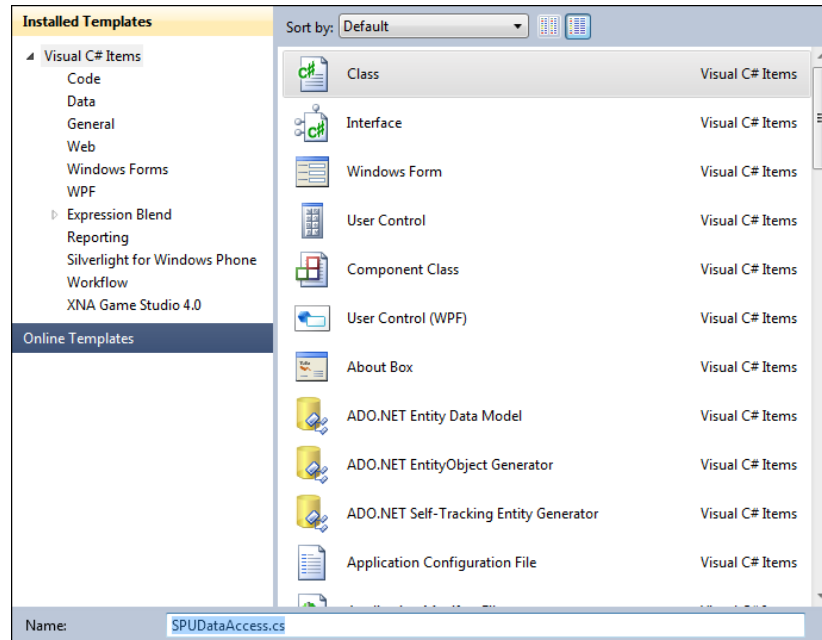 Installed Templates
Sort by: Default
Visual C# Items
Code
Data
General
Web
Windows Forms
WPF
Expression Blend
Reporting
Silverlight for Windows Phone
Workflow
XNA Game Studio 4.0
Online Templates
Class Visual C# Items
Interface Visual C# Items
Windows Form Visual C# Items
User Control Visual C# Items
Component Class Visual C# Items
User Control (WPF) Visual C# Items
About Box Visual C# Items
ADO.NET Entity Data Model Visual C# Items
ADO.NET EntityObject Generator Visual C# Items
ADO.NET Self-Tracking Entity Generator Visual C# Items
Application Configuration File Visual C# Items
Name: SPUDataAccess.cs